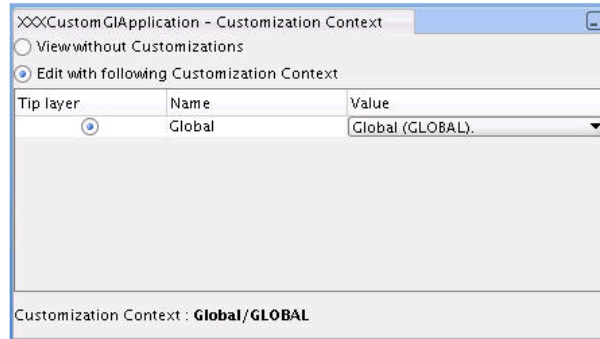 XXXCustomGlApplication - Customization Context
View without Customizations
Edit with following Customization Context
Tip layer Name Value
Global Global (GLOBAL).
Customization Context : Global/GLOBAL